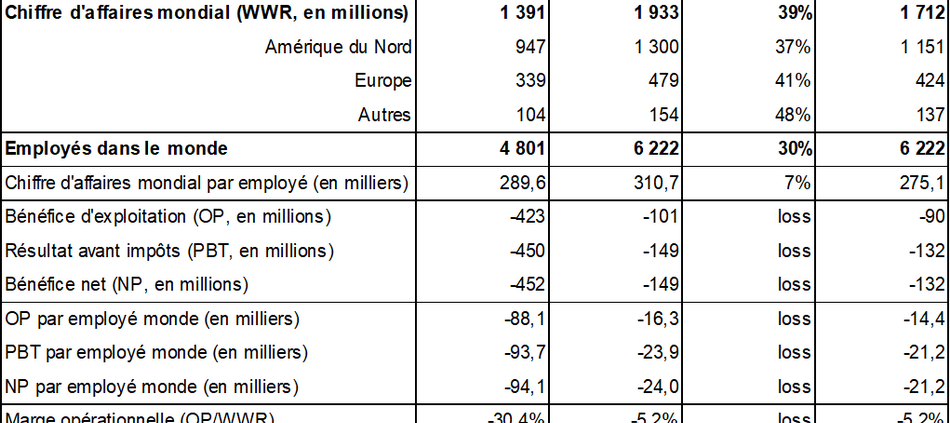 Chiffre d'affaires mondial (WWR, en millions) 1 391 1 933 39% 1 712
Amérique du Nord 947 1 300 37% 1 151
Europe 339 479 41% 424
Autres 104 154 48% 137
Employés dans le monde 4 801 6 222 30% 6 222
Chiffre d'affaires mondial par employé (en milliers) 289,6 310,7 7% 275,1
Bénéfice d'exploitation (OP, en millions) -423 -101 loss -90
Résultat avant impôts (PBT, en millions) -450 -149 loss -132
Bénéfice net (NP, en millions) -452 -149 loss -132
OP par employé monde (en milliers) -88,1 -16,3 loss -14,4
PBT par employé monde (en milliers) -93,7 -23,9 loss -21,2
NP par employé monde (en milliers) -94,1 -24,0 loss -21,2
Marge opérationnelle (OP/WWR) -30,4% -5,2% loss -5,2%